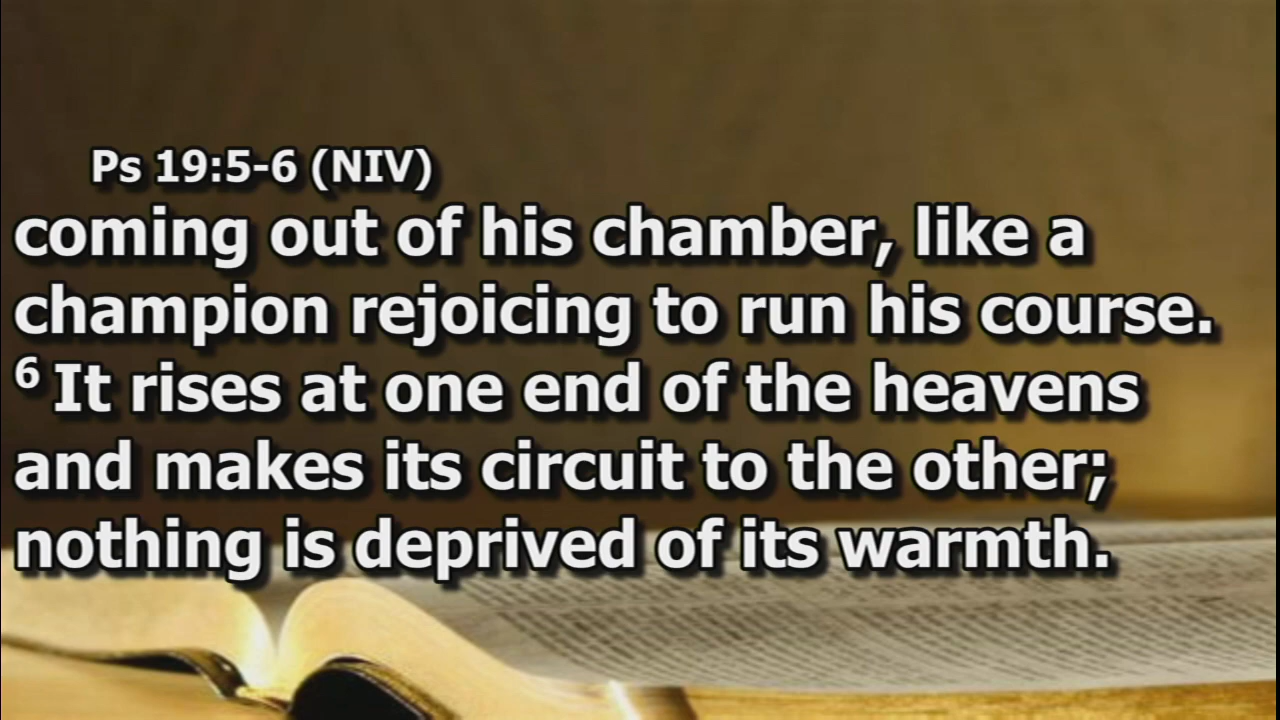 Ps 19:5-6 (NIV)
coming out of his chamber, like a
champion rejoicing to run his course.
6 It rises at one end of the heavens
and makes its circuit to the other;
nothing is deprived of its warmth.